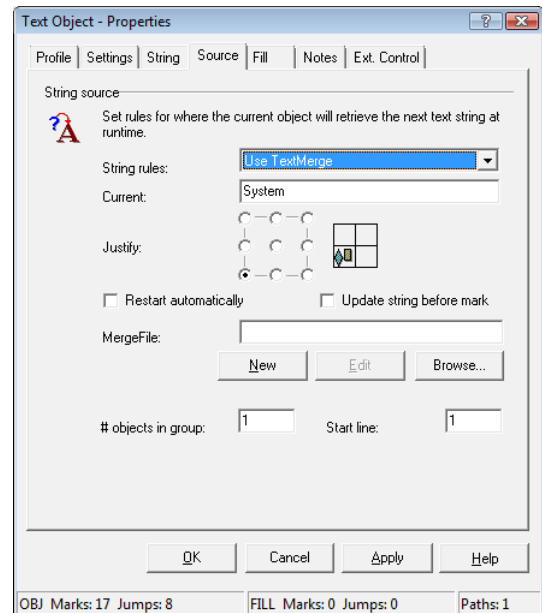 Text Object - Properties
Profile Settings String Source Fill Notes Ext. Control
String source
Set rules for where the current object will retrieve the next text string at
runtime.
String rules: Use TextMerge
Current: System
Justify:
Restart automatically Update string before mark
MergeFile:
New Edit Browse...
# objects in group: 1 Start line: 1
OK Cancel Apply Help
OBJ Marks: 17 Jumps: 8 FILL Marks: 0 Jumps: 0 Paths: 1